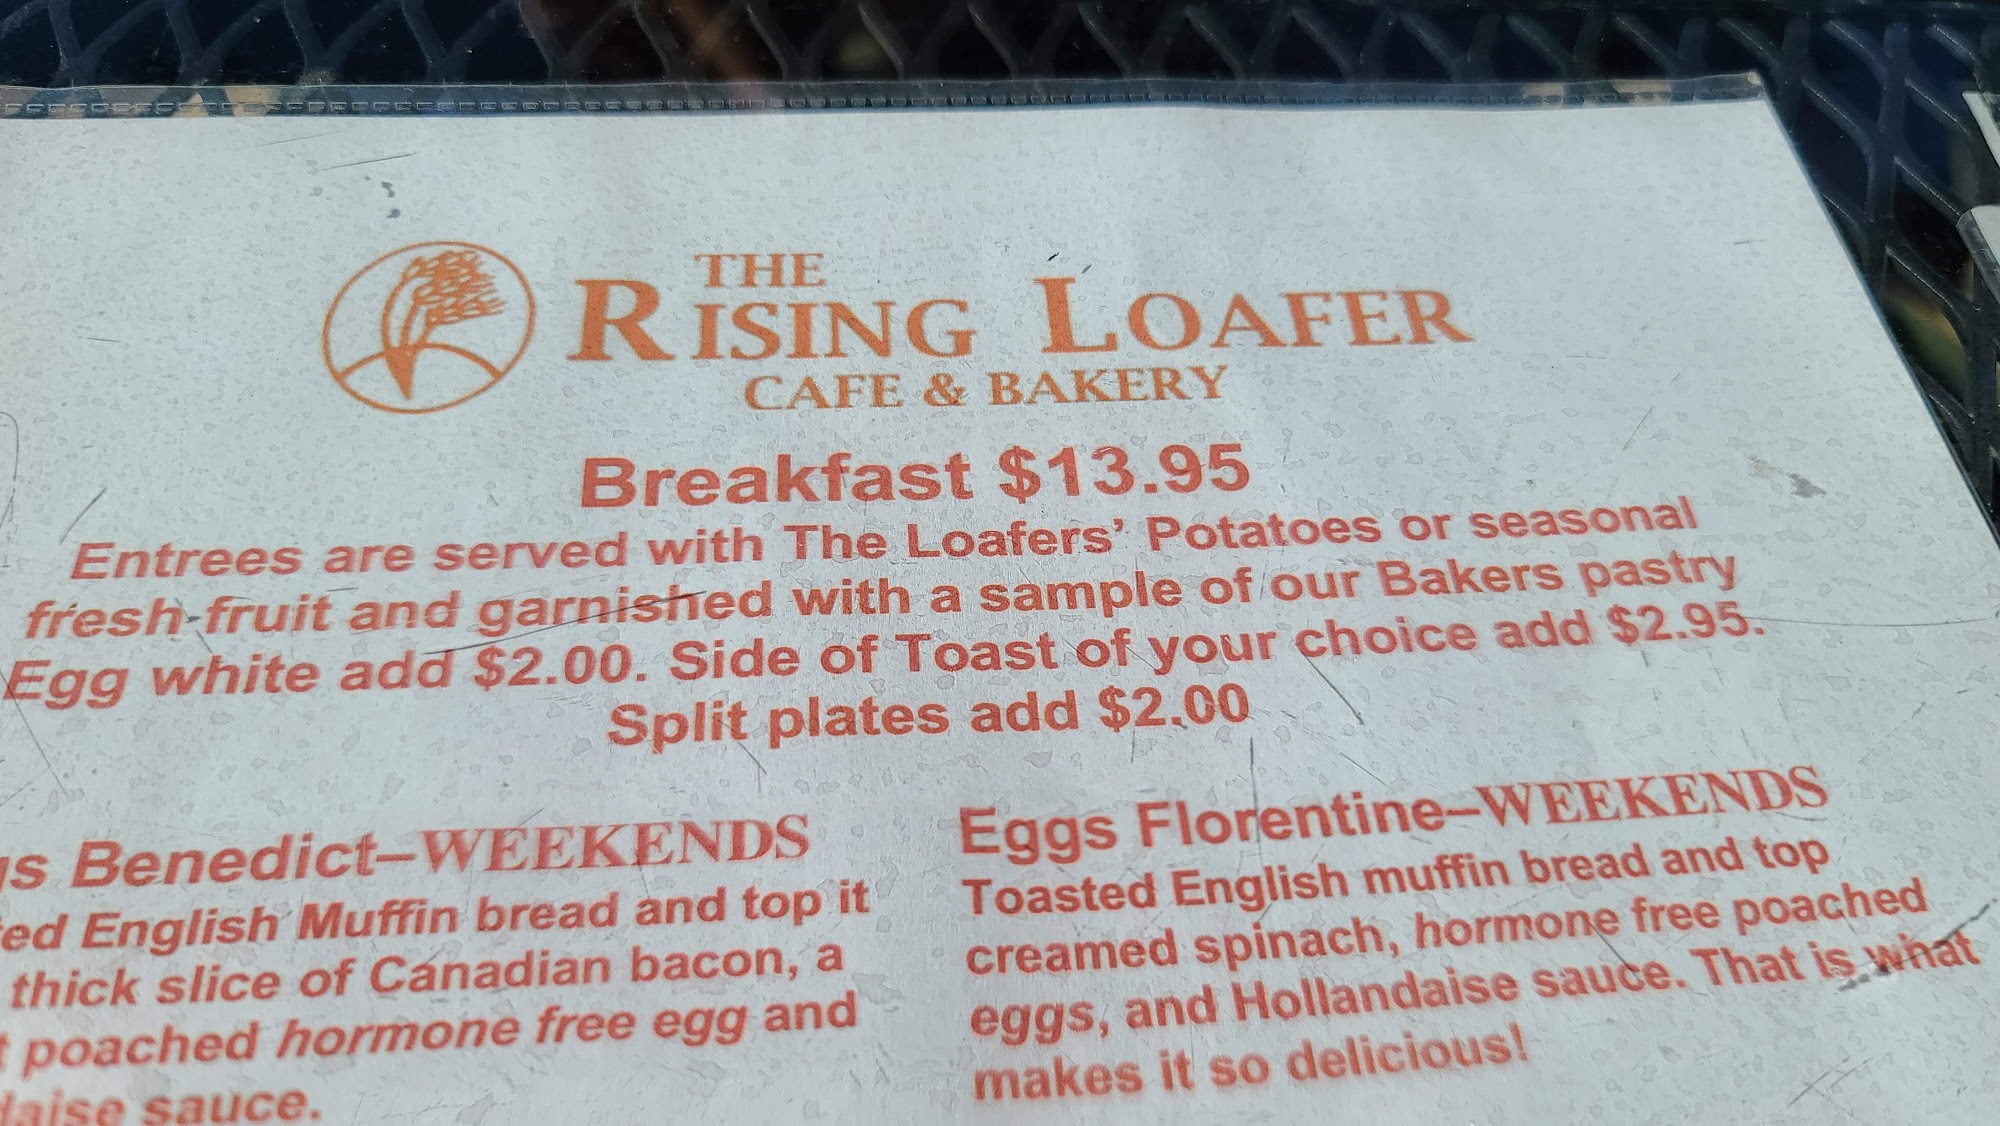 THE
RISING LOAFER
CAFE & BAKERY
Breakfast $13.95
Entrees are served with The Loafers’ Potatoes or seasonal
fresh fruit and garnished with a sample of our Bakers pastry
Egg white add $2.00. Side of Toast of your choice add $2.95.
Split plates add $2.00
Benedict–WEEKENDS
English Muffin bread and top it
thick slice of Canadian bacon, a
poached hormone free egg and
sauce.
Eggs Florentine–WEEKENDS
Toasted English muffin bread and top
creamed spinach, hormone free poached
eggs, and Hollandaise sauce. That is what
makes it so delicious!